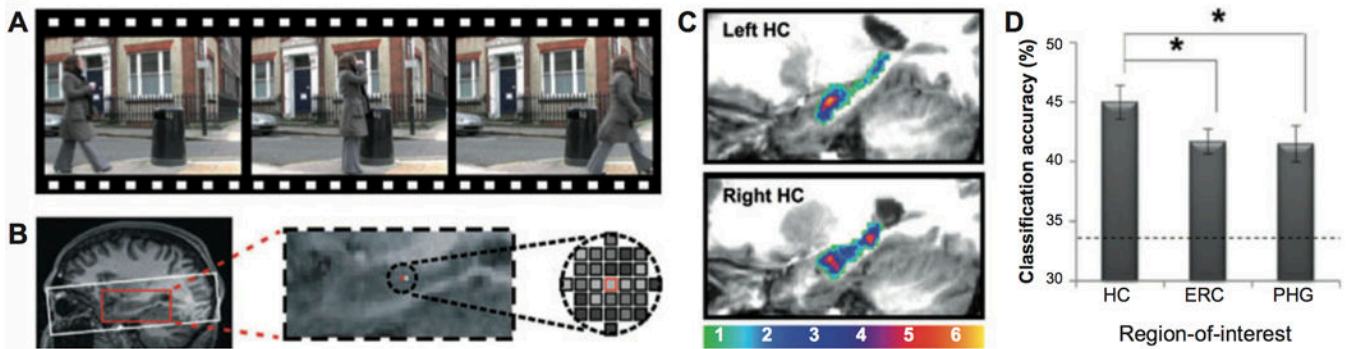 A
B
C
Left HC
Right HC
1 2 3 4 5 6
D
* *
Classification accuracy (%)
50
45
40
35
30
HC ERC PHG
Region-of-interest